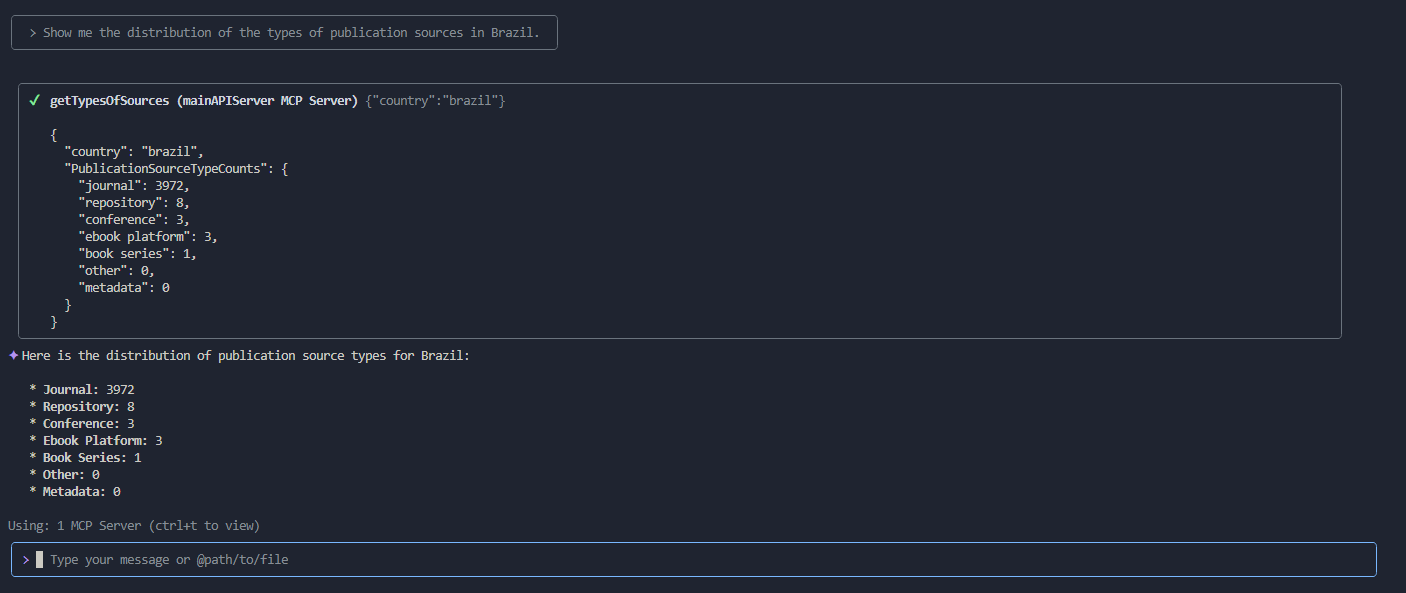 > Show me the distribution of the types of publication sources in Brazil.
✓ getTypesOfSources (mainAPIServer MCP Server) {"country":"brazil"}
{
"country": "brazil",
"PublicationSourceTypeCounts": {
"journal": 3972,
"repository": 8,
"conference": 3,
"ebook platform": 3,
"book series": 1,
"other": 0,
"metadata": 0
}
}
✦ Here is the distribution of publication source types for Brazil:
* Journal: 3972
* Repository: 8
* Conference: 3
* Ebook Platform: 3
* Book Series: 1
* Other: 0
* Metadata: 0
Using: 1 MCP Server (ctrl+t to view)
> Type your message or @path/to/file